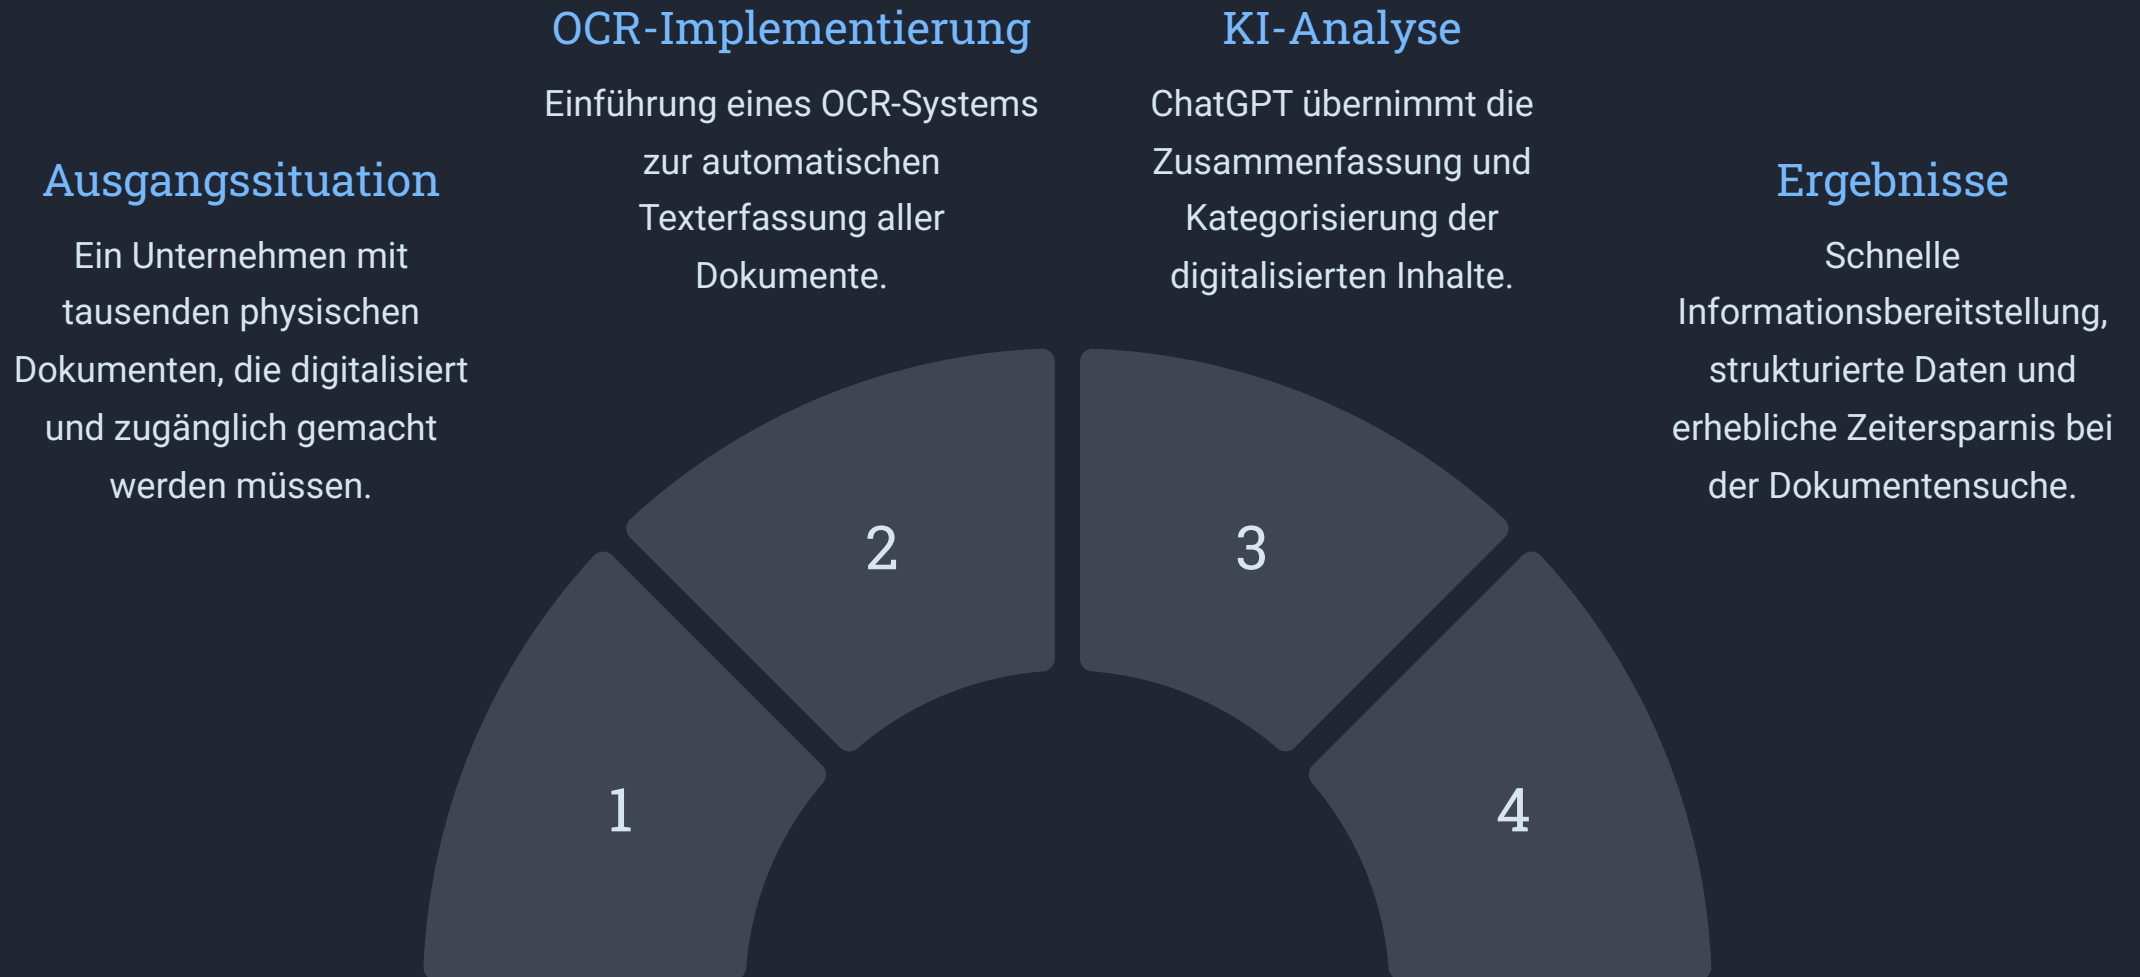 Ausgangssituation
Ein Unternehmen mit
tausenden physischen
Dokumenten, die digitalisiert
und zugänglich gemacht
werden müssen.
OCR-Implementierung
Einführung eines OCR-Systems
zur automatischen
Texterfassung aller
Dokumente.
KI-Analyse
ChatGPT übernimmt die
Zusammenfassung und
Kategorisierung der
digitalisierten Inhalte.
Ergebnisse
Schnelle
Informationsbereitstellung,
strukturierte Daten und
erhebliche Zeitersparnis bei
der Dokumentensuche.
1
2
3
4